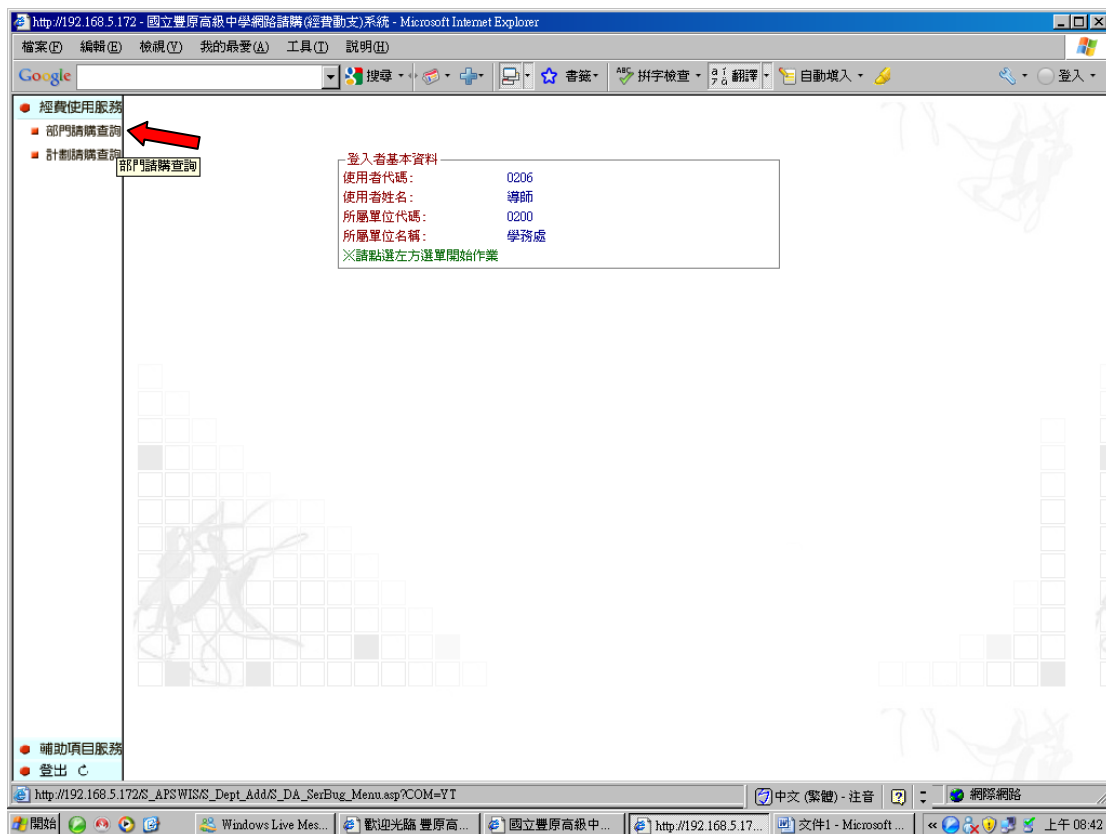 http://192.168.5.172 - 國立豐原高級中學網路請購(經費動支)系統 - Microsoft Internet Explorer
檔案(F) 編輯(E) 檢視(V) 我的最愛(A) 工具(T) 說明(H)
Google 搜尋 書籤 ABC 拼字檢查 翻譯 自動填入 登入
經費使用服務
部門請購查詢
計劃請購查詢
部門請購查詢
登入者基本資料
使用者代碼: 0206
使用者姓名: 導師
所屬單位代碼: 0200
所屬單位名稱: 學務處
※請點選左方選單開始作業
輔助項目服務
登出
http://192.168.5.172/S_APSWIS/S_Dept_Add/S_DA_SerBug_Menu.asp?COM=YT 中文 (繁體) - 注音 網際網路
開始 Windows Live Mes... 歡迎光臨 豐原高... 國立豐原高級中... http://192.168.5.17... 文件1 - Microsoft ... « 上午 08:42